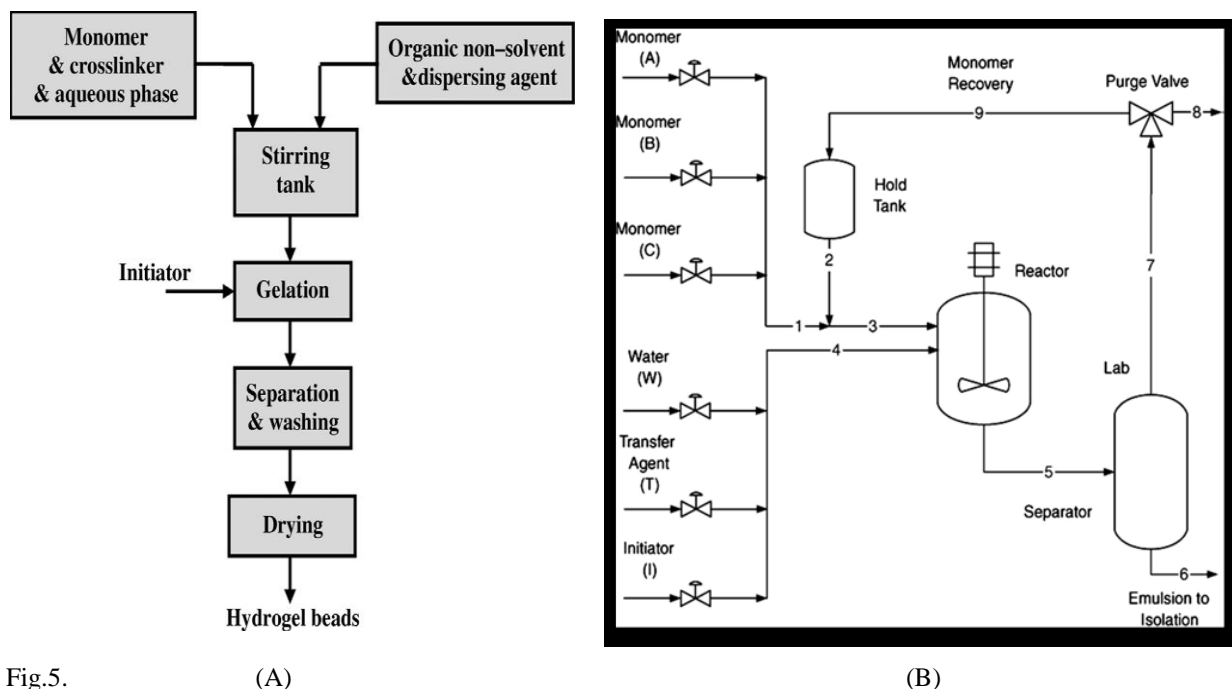 Monomer
& crosslinker
& aqueous phase
Organic non–solvent
&dispersing agent
Stirring
tank
Initiator
Gelation
Separation
& washing
Drying
Hydrogel beads
Monomer
(A)
Monomer
(B)
Monomer
(C)
Water
(W)
Transfer
Agent
(T)
Initiator
(I)
Monomer
Recovery
Purge Valve
8
9
Hold
Tank
2
7
Reactor
1
3
4
Lab
5
Separator
6
Emulsion to
Isolation
Fig.5. (A) (B)